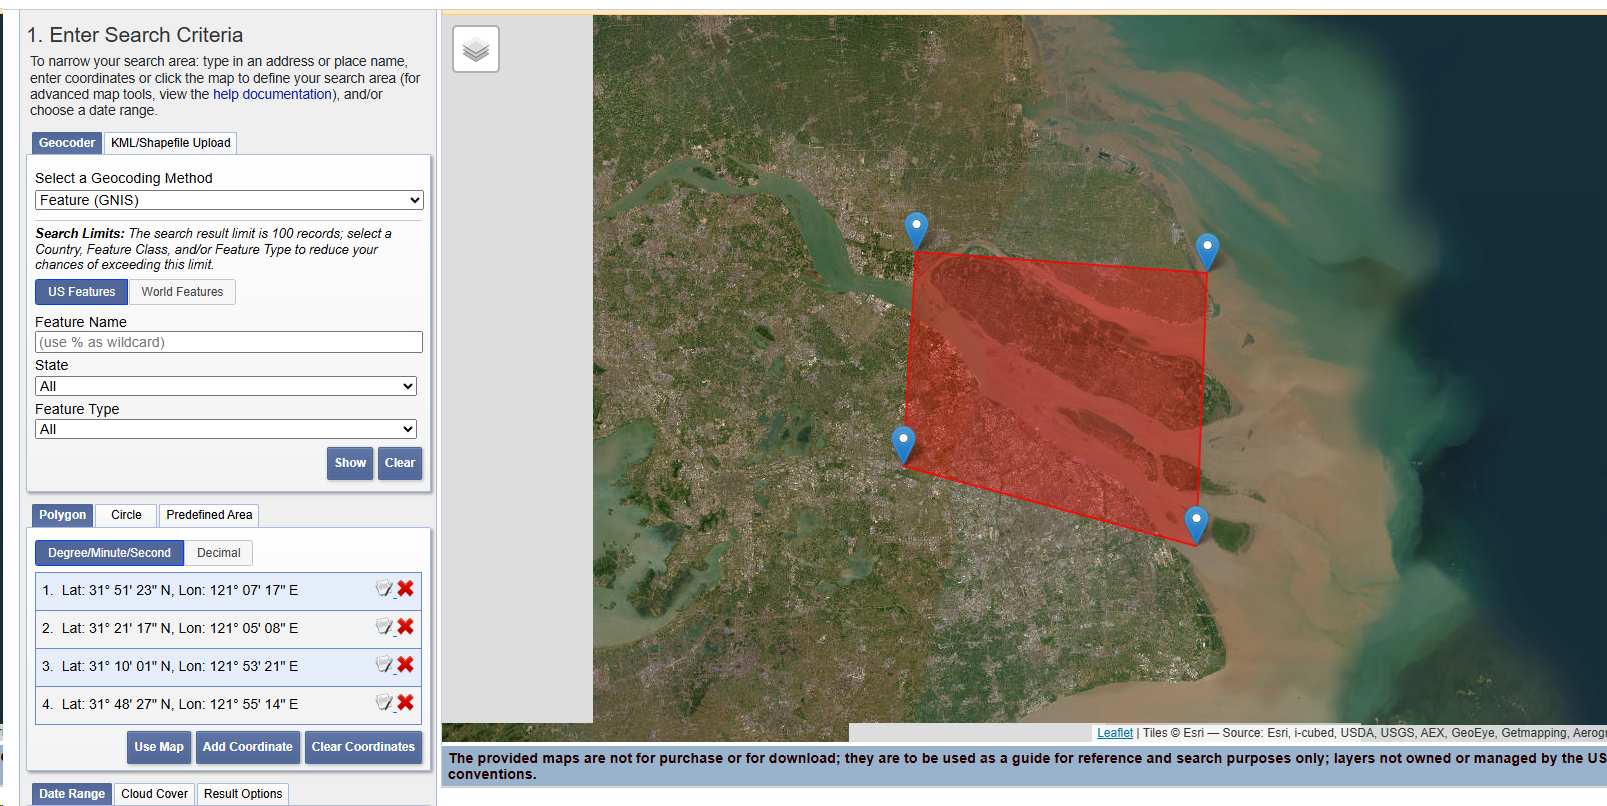 1. Enter Search Criteria
To narrow your search area: type in an address or place name,
enter coordinates or click the map to define your search area (for
advanced map tools, view the help documentation), and/or
choose a date range.
Geocoder
KML/Shapefile Upload
Select a Geocoding Method
Feature (GNIS)
Search Limits: The search result limit is 100 records; select a
Country, Feature Class, and/or Feature Type to reduce your
chances of exceeding this limit.
US Features
World Features
Feature Name
(use % as wildcard)
State
All
Feature Type
All
Show
Clear
Polygon
Circle
Predefined Area
Degree/Minute/Second
Decimal
1. Lat: 31° 51' 23" N, Lon: 121° 07' 17" E
2. Lat: 31° 21' 17" N, Lon: 121° 05' 08" E
3. Lat: 31° 10' 01" N, Lon: 121° 53' 21" E
4. Lat: 31° 48' 27" N, Lon: 121° 55' 14" E
Use Map
Add Coordinate
Clear Coordinates
Date Range
Cloud Cover
Result Options
Leaflet | Tiles © Esri — Source: Esri, i-cubed, USDA, USGS, AEX, GeoEye, Getmapping, Aerogr
The provided maps are not for purchase or for download; they are to be used as a guide for reference and search purposes only; layers not owned or managed by the US
conventions.